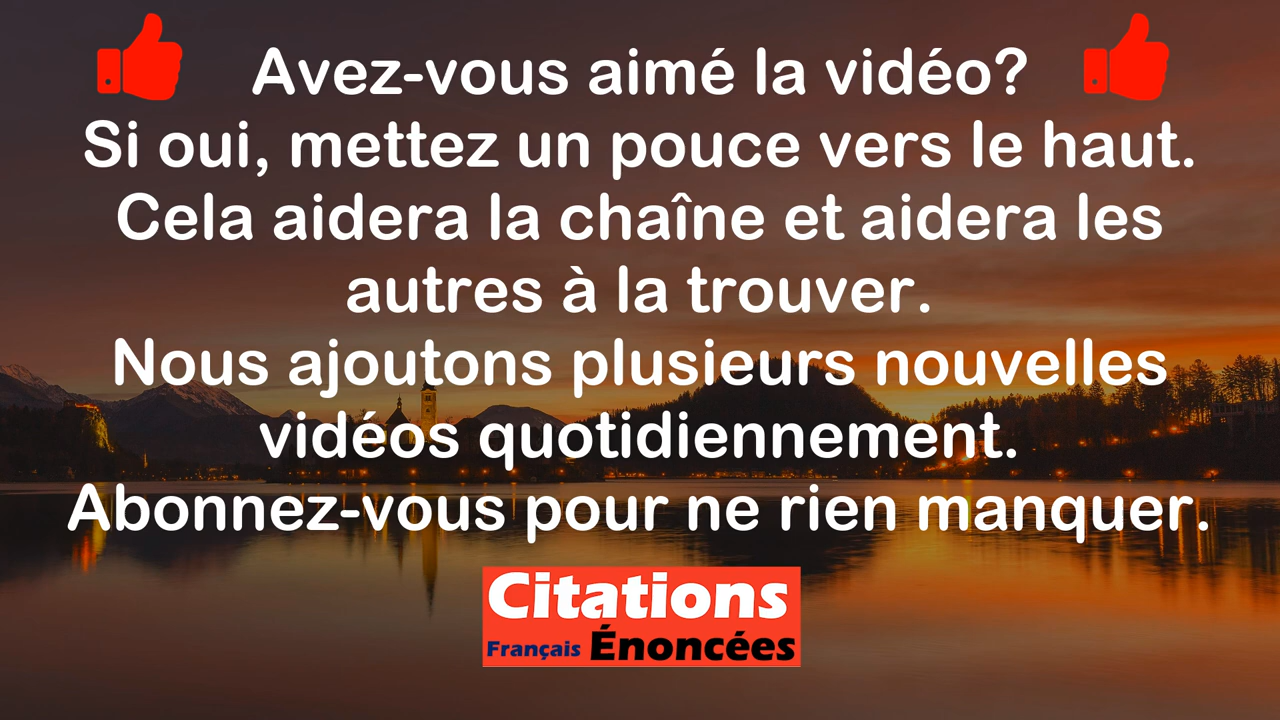 Avez-vous aimé la vidéo?
Si oui, mettez un pouce vers le haut.
Cela aidera la chaîne et aidera les
autres à la trouver.
Nous ajoutons plusieurs nouvelles
vidéos quotidiennement.
Abonnez-vous pour ne rien manquer.
Citations
Français Énoncées